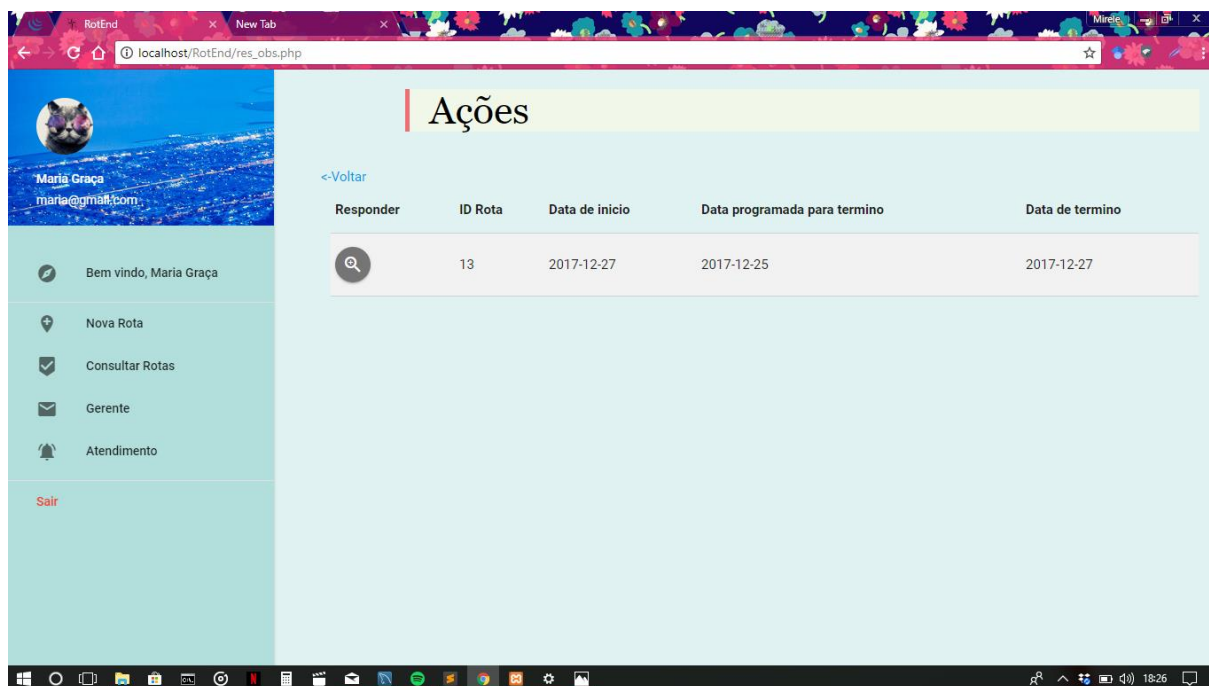 RotEnd
New Tab
Mirele
localhost/RotEnd/res_obs.php
Maria Graça
maria@gmail.com
Bem vindo, Maria Graça
Nova Rota
Consultar Rotas
Gerente
Atendimento
Sair
Ações
<-Voltar
Responder ID Rota Data de inicio Data programada para termino Data de termino
13 2017-12-27 2017-12-25 2017-12-27
18:26